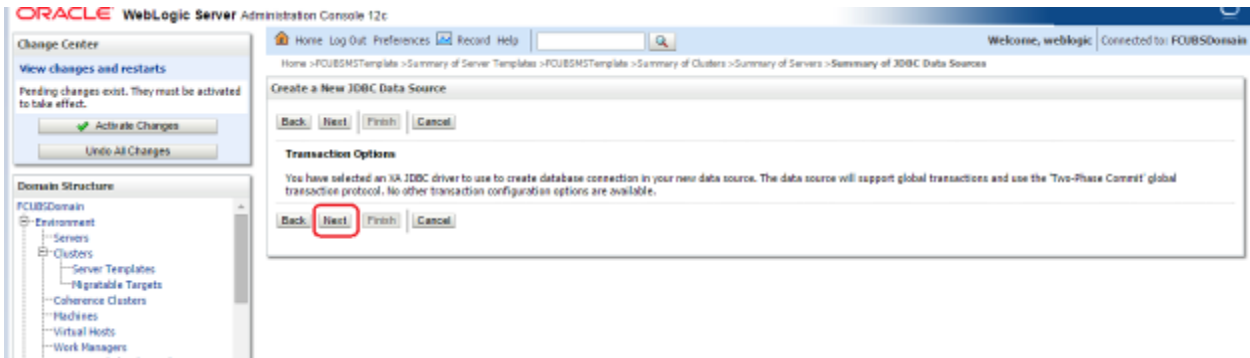 ORACLE WebLogic Server Administration Console 12c
Change Center
View changes and restarts
Pending changes exist. They must be activated
to take effect.
Activate Changes
Undo All Changes
Domain Structure
FCUBSDomain
Environment
Servers
Clusters
Server Templates
Migratable Targets
Coherence Clusters
Machines
Virtual Hosts
Work Managers
Home Log Out Preferences Record Help
Welcome, weblogic Connected to: FCUBSDomain
Home >FCUBSMSTemplate >Summary of Server Templates >FCUBSMSTemplate >Summary of Clusters >Summary of Servers >Summary of JDBC Data Sources
Create a New JDBC Data Source
Back Next Finish Cancel
Transaction Options
You have selected an XA JDBC driver to use to create database connection in your new data source. The data source will support global transactions and use the 'Two-Phase Commit' global
transaction protocol. No other transaction configuration options are available.
Back Next Finish Cancel